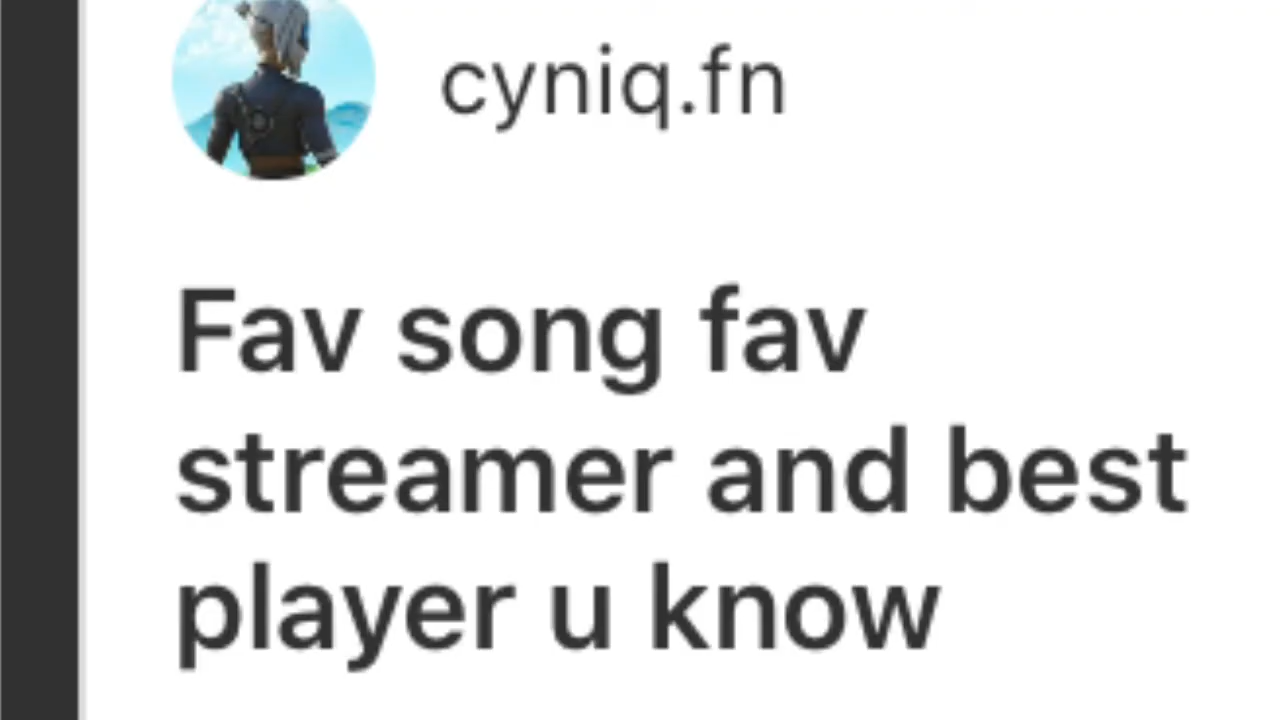 cyniq.fn
Fav song fav
streamer and best
player u know